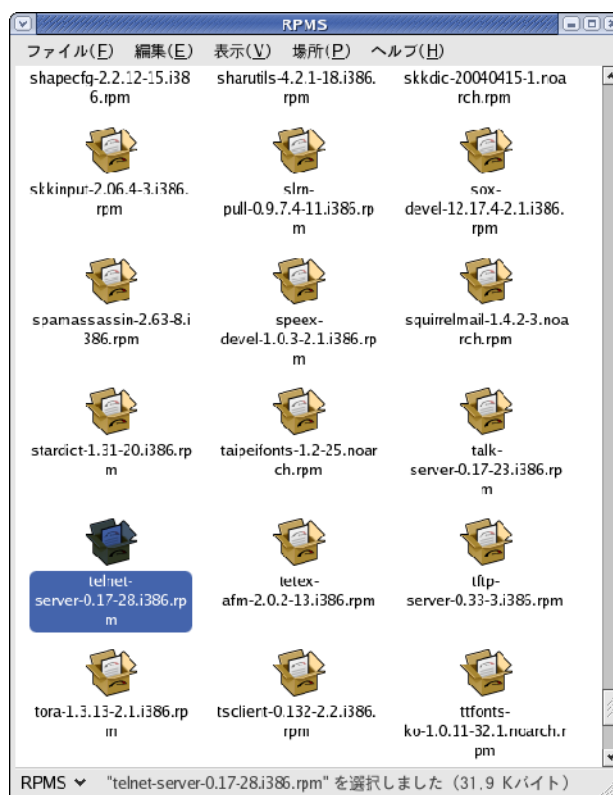 RPMS
ファイル(F) 編集(E) 表示(V) 場所(P) ヘルプ(H)
shapecfg-2.2.12-15.i38
6.rpm
sharutils-4.2.1-18.i386.
rpm
skkdic-20040415-1.noa
rch.rpm
skkinput-2.06.4-3.i386.
rpm
slrn-
pull-0.9.7.4-11.i386.rp
m
sox-
devel-12.17.4-2.1.i386.
rpm
spamassassin-2.63-8.i
386.rpm
speex-
devel-1.0.3-2.1.i386.rp
m
squirrelmail-1.4.2-3.noa
rch.rpm
stardict-1.31-20.i386.rp
m
taipeifonts-1.2-25.noar
ch.rpm
talk-
server-0.17-23.i386.rp
m
telnet-
server-0.17-28.i386.rp
m
tetex-
afm-2.0.2-13.i386.rpm
tftp-
server-0.33-3.i386.rpm
tora-1.3.13-2.1.i386.rp
m
tsclient-0.132-2.2.i386.
rpm
ttfonts-
ko-1.0.11-32.1.noarch.r
pm
RPMS "telnet-server-0.17-28.i386.rpm" を選択しました（31.9 Kバイト）